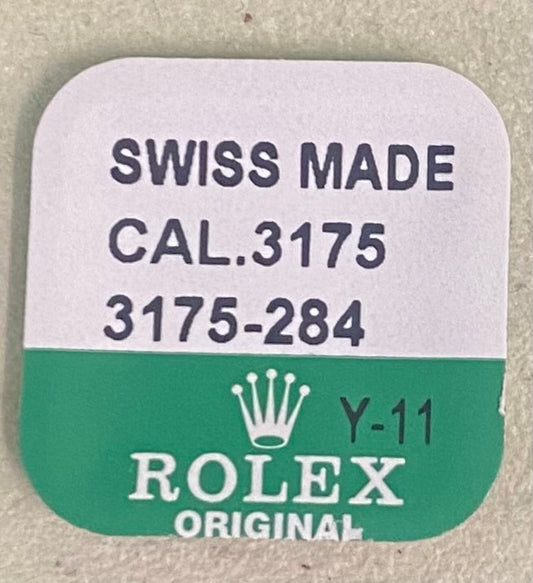 SWISS MADE
CAL.3175
3175-284
Y-11
ROLEX
ORIGINAL